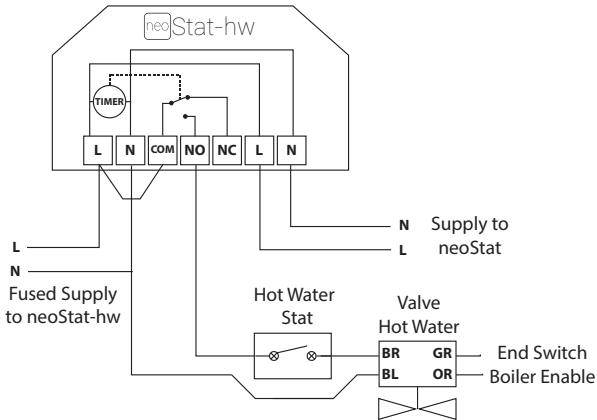 neoStat-hw
TIMER
L N COM NO NC L N
N Supply to
L neoStat
L
N
Fused Supply
to neoStat-hw
Hot Water
Stat
Valve
Hot Water
BR GR End Switch
BL OR Boiler Enable